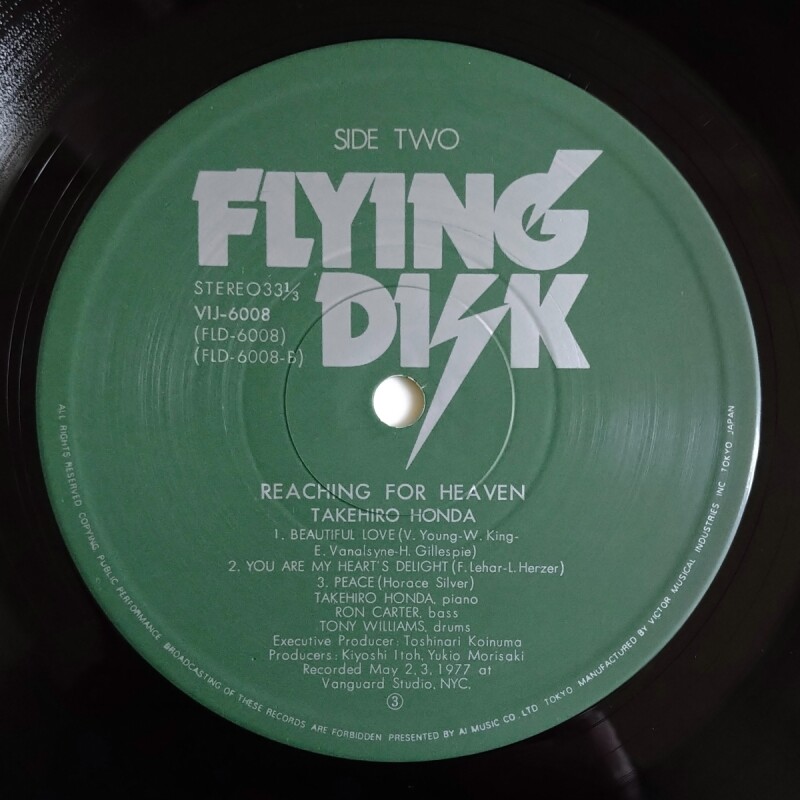 SIDE TWO
FLYING
DISK
STEREO33⅓
VIJ-6008
(FLD-6008)
(FLD-6008-B)
REACHING FOR HEAVEN
TAKEHIRO HONDA
1. BEAUTIFUL LOVE (V. Young-W. King-
E. Vanalsyne-H. Gillespie)
2. YOU ARE MY HEART'S DELIGHT (F. Lehar-L. Herzer)
3. PEACE (Horace Silver)
TAKEHIRO HONDA, piano
RON CARTER, bass
TONY WILLIAMS, drums
Executive Producer: Toshinari Koinuma
Producers: Kiyoshi Itoh, Yukio Morisaki
Recorded May 2, 3, 1977 at
Vanguard Studio, NYC.
③
ALL RIGHTS RESERVED COPYING PUBLIC PERFORMANCE BROADCASTING OF THESE RECORDS ARE FORBIDDEN PRESENTED BY AI MUSIC CO. LTD TOKYO MANUFACTURED BY VICTOR MUSICAL INDUSTRIES INC TOKYO JAPAN